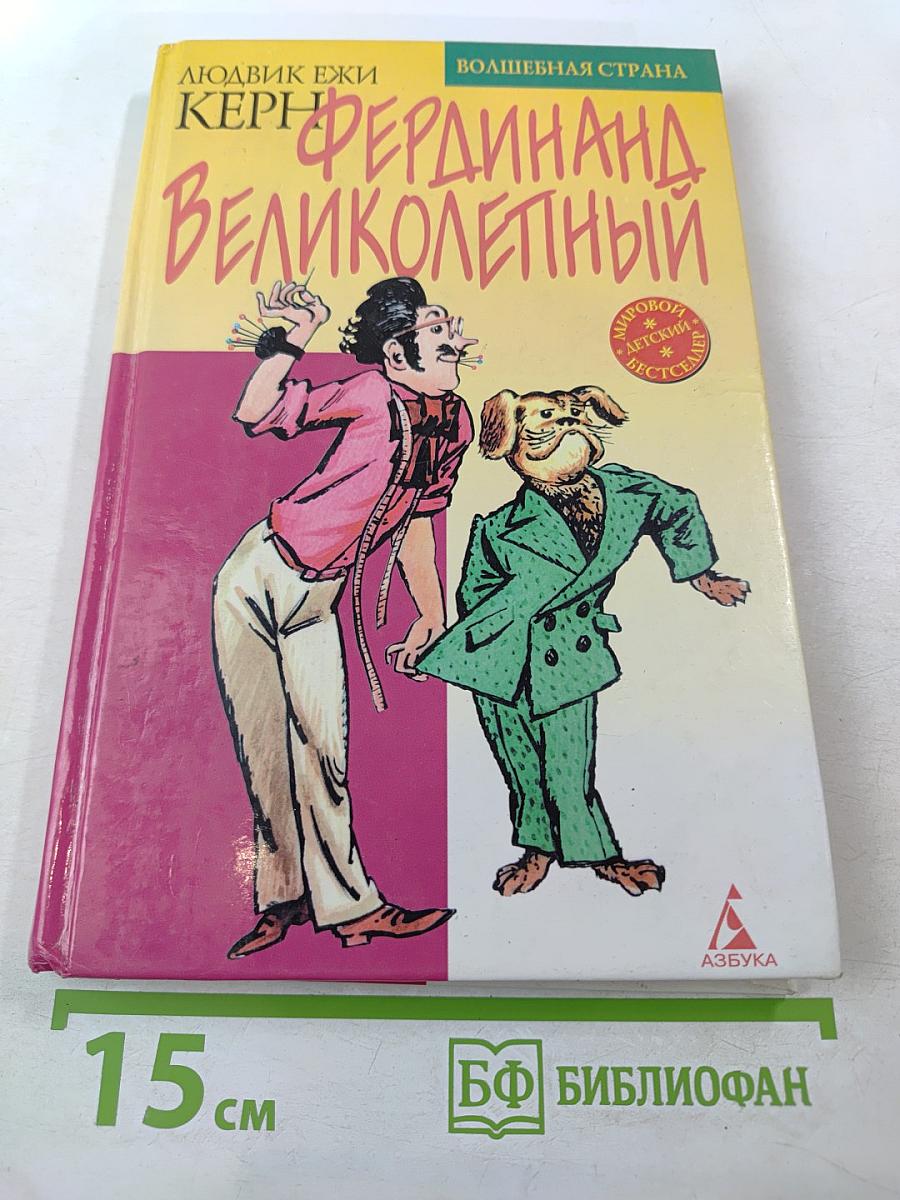 ЛЮДВИК ЕЖИ
КЕРН
ВОЛШЕБНАЯ СТРАНА
ФЕРДИНАНД
ВЕЛИКОЛЕПНЫЙ
МИРОВОЙ
ДЕТСКИЙ
БЕСТСЕЛЛЕР
АЗБУКА
15 см
БФ БИБЛИОФАН